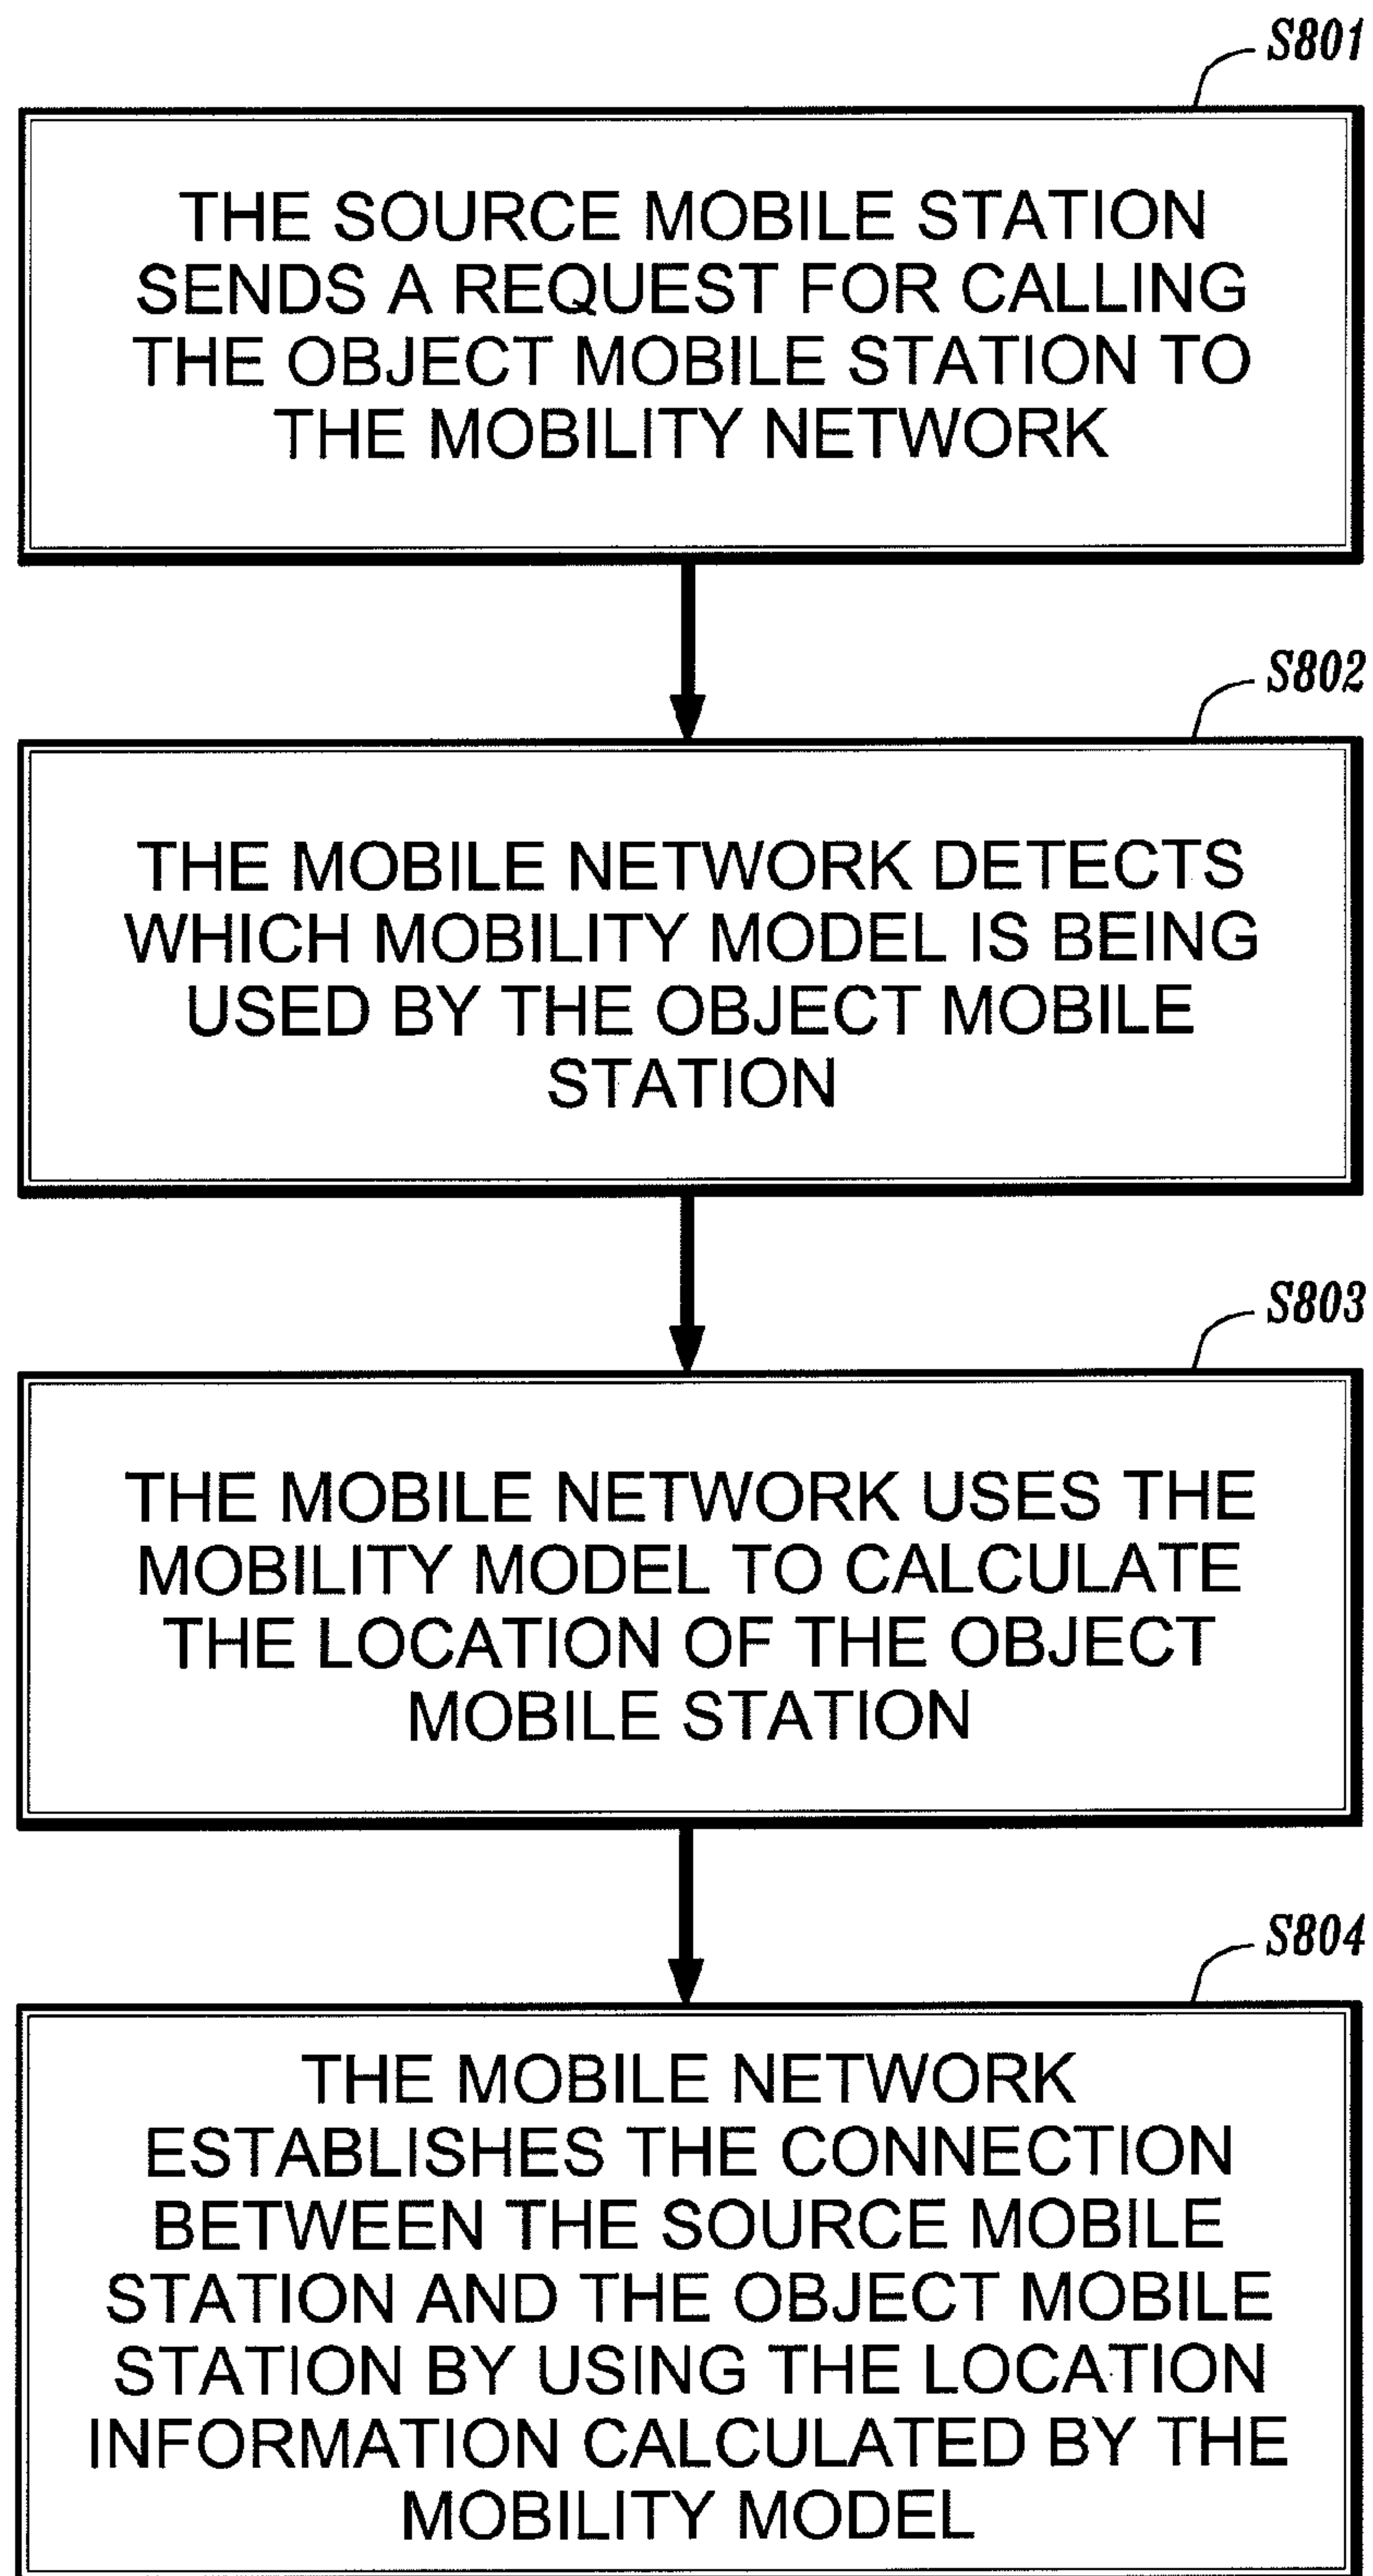 S801
THE SOURCE MOBILE STATION
SENDS A REQUEST FOR CALLING
THE OBJECT MOBILE STATION TO
THE MOBILITY NETWORK
S802
THE MOBILE NETWORK DETECTS
WHICH MOBILITY MODEL IS BEING
USED BY THE OBJECT MOBILE
STATION
S803
THE MOBILE NETWORK USES THE
MOBILITY MODEL TO CALCULATE
THE LOCATION OF THE OBJECT
MOBILE STATION
S804
THE MOBILE NETWORK
ESTABLISHES THE CONNECTION
BETWEEN THE SOURCE MOBILE
STATION AND THE OBJECT MOBILE
STATION BY USING THE LOCATION
INFORMATION CALCULATED BY THE
MOBILITY MODEL